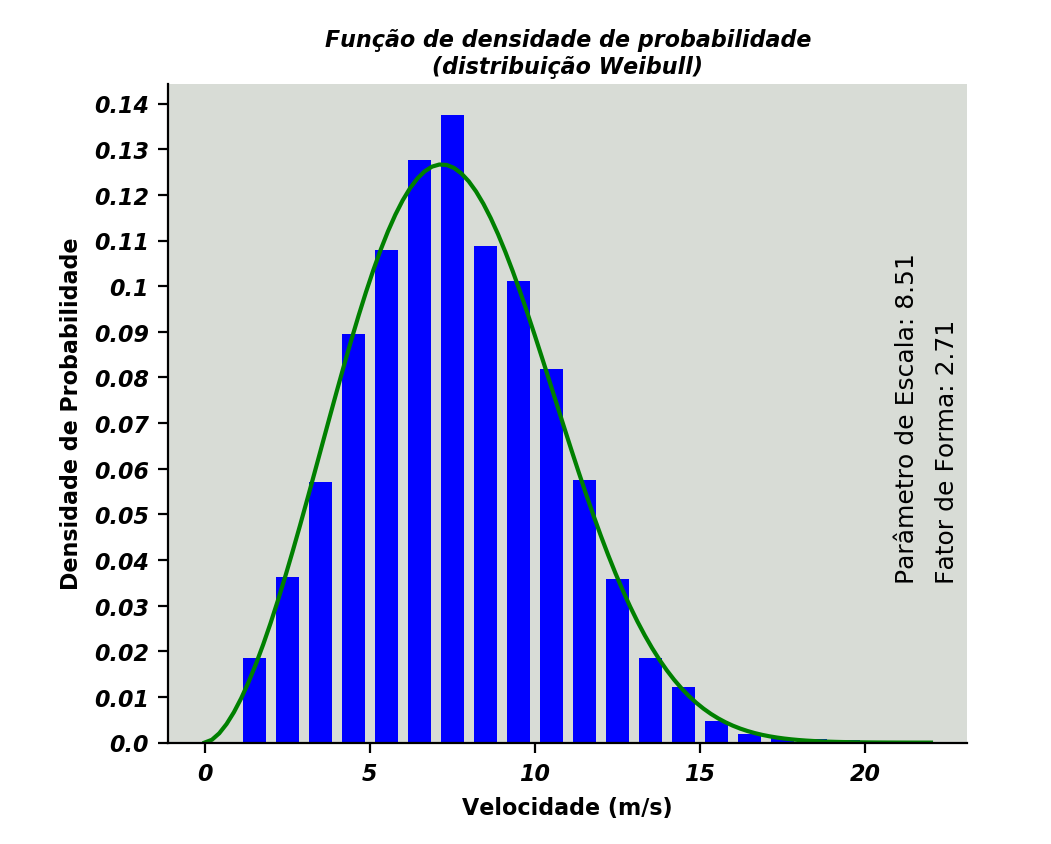 Função de densidade de probabilidade
(distribuição Weibull)
Densidade de Probabilidade
0.14
0.13
0.12
0.11
0.1
0.09
0.08
0.07
0.06
0.05
0.04
0.03
0.02
0.01
0.0
Parâmetro de Escala: 8.51
Fator de Forma: 2.71
0 5 10 15 20
Velocidade (m/s)